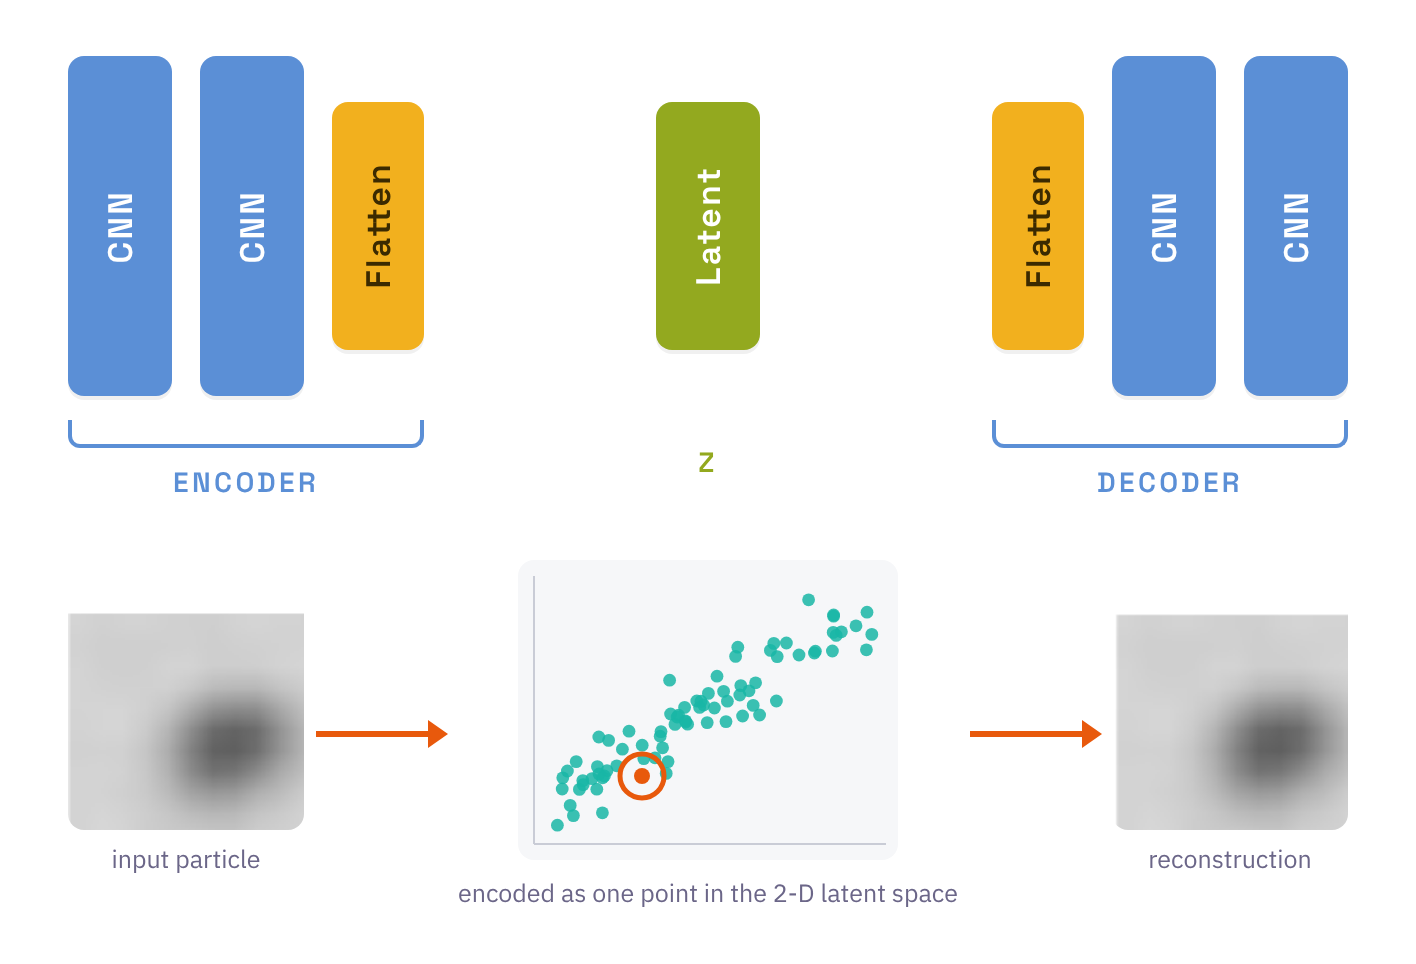 CNN
CNN
Flatten
Latent
Flatten
CNN
CNN
ENCODER
z
DECODER
input particle
encoded as one point in the 2-D latent space
reconstruction